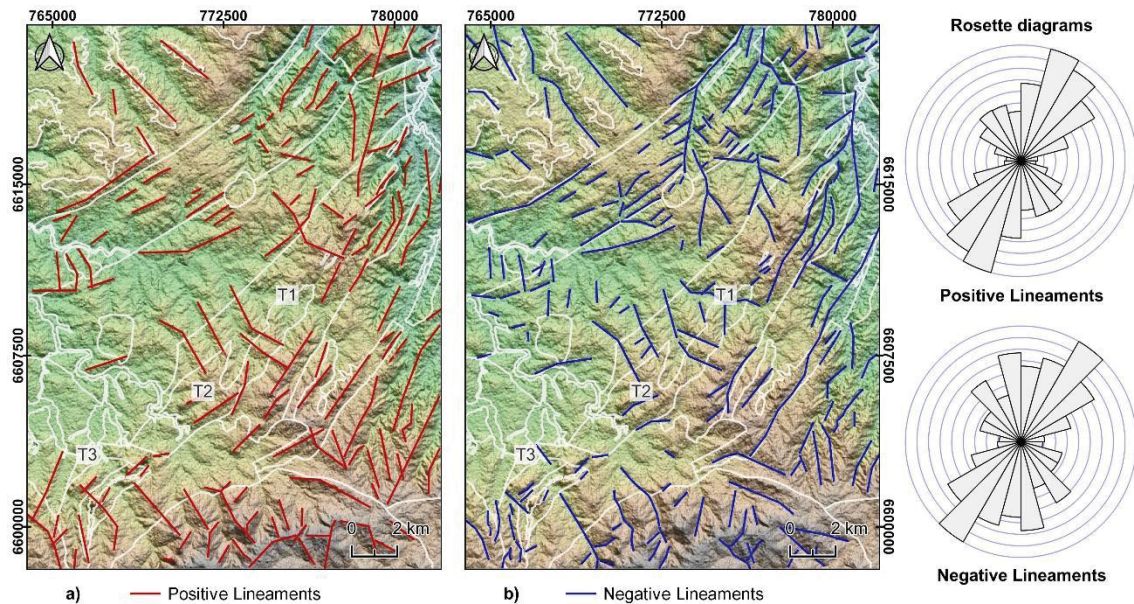 765000 772500 780000
765000 772500 780000
Rosette diagrams
6615000
6607500
6600000
T1
T2
T3
0 2 km
T1
T2
T3
0 2 km
6615000
6607500
6600000
Positive Lineaments
Negative Lineaments
a) Positive Lineaments
b) Negative Lineaments